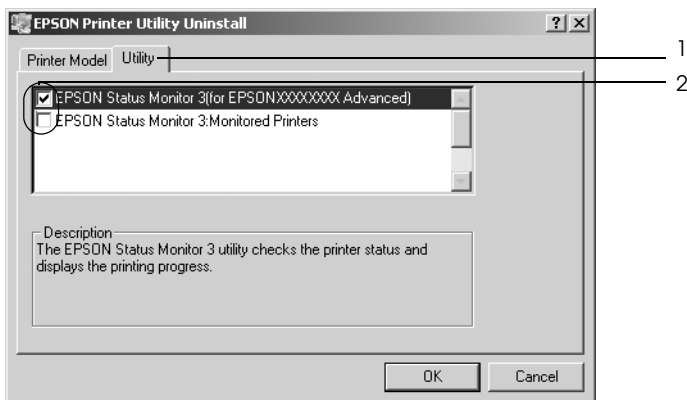 EPSON Printer Utility Uninstall
Printer Model Utility
1
2
EPSON Status Monitor 3(for EPSONXXXXXXXX Advanced)
EPSON Status Monitor 3:Monitored Printers
Description
The EPSON Status Monitor 3 utility checks the printer status and
displays the printing progress.
OK Cancel